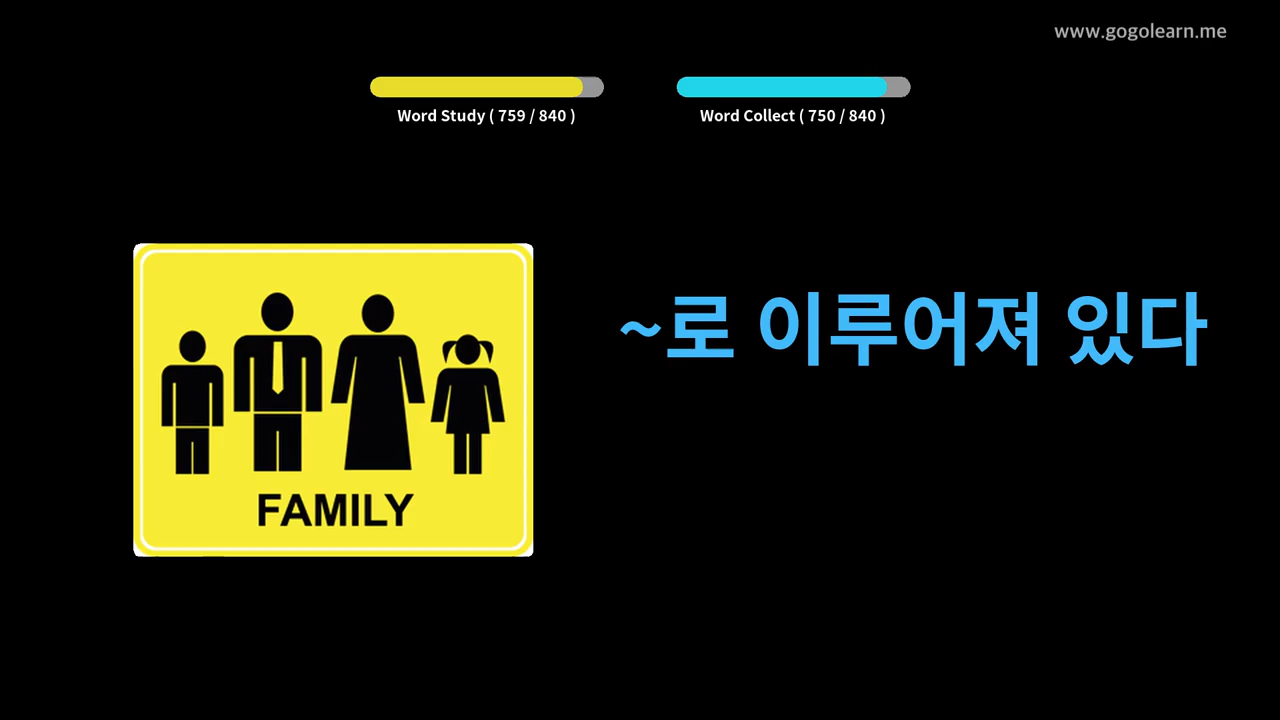 www.gogolearn.me
Word Study ( 759 / 840 )
Word Collect ( 750 / 840 )
~로 이루어져 있다
FAMILY